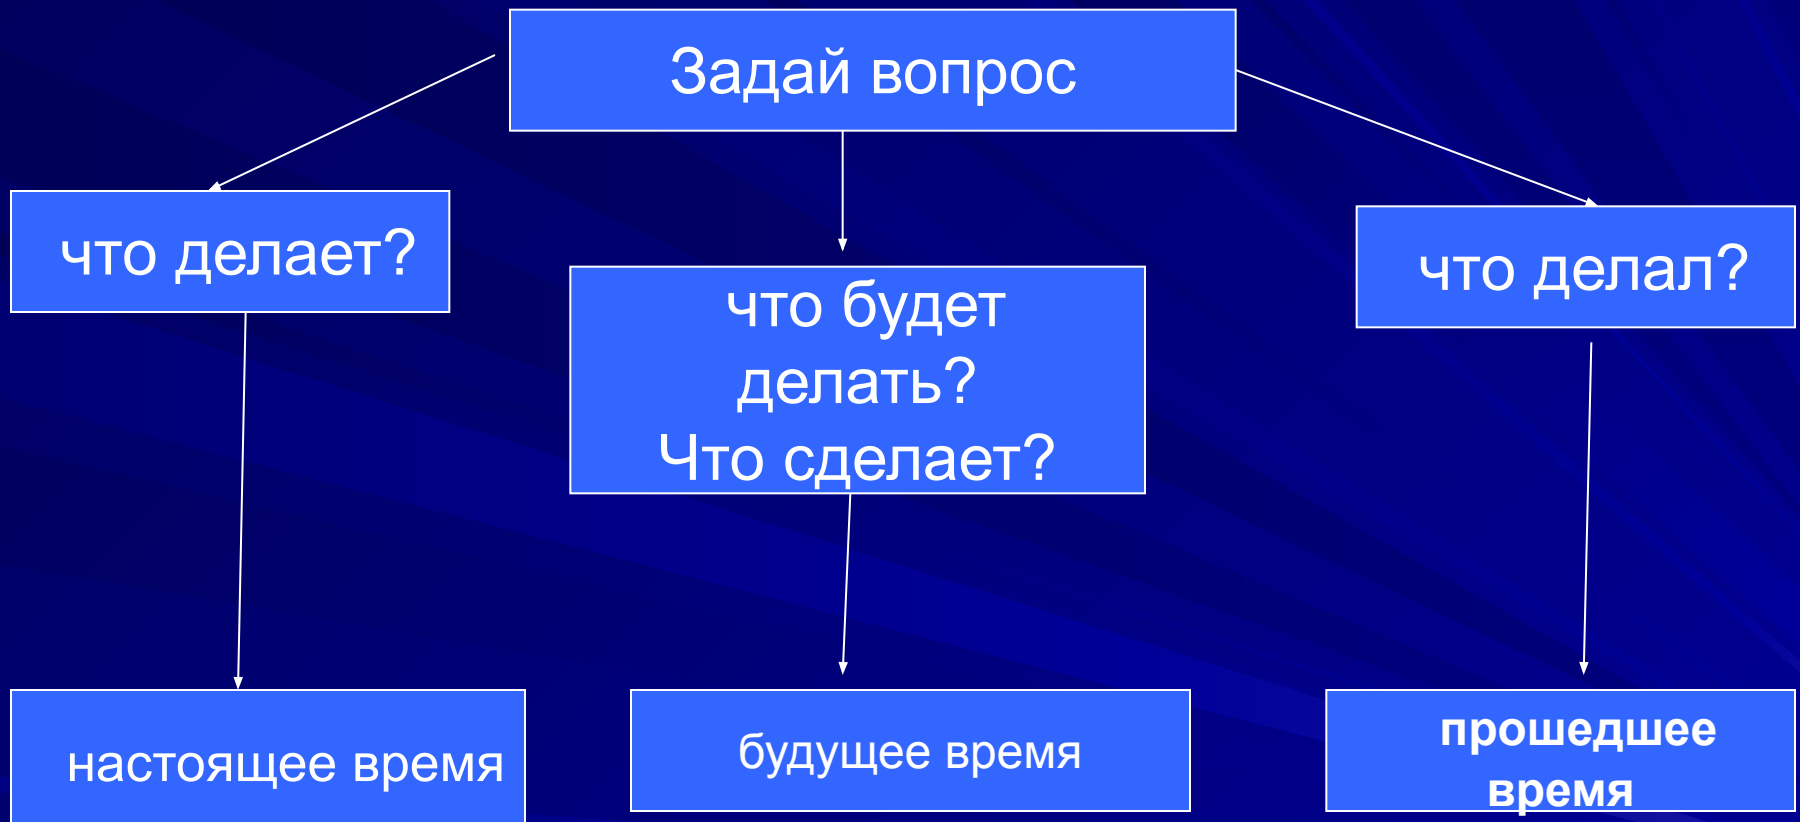 Задай вопрос
что делает?
что будет
делать?
Что сделает?
что делал?
настоящее время
будущее время
прошедшее
время